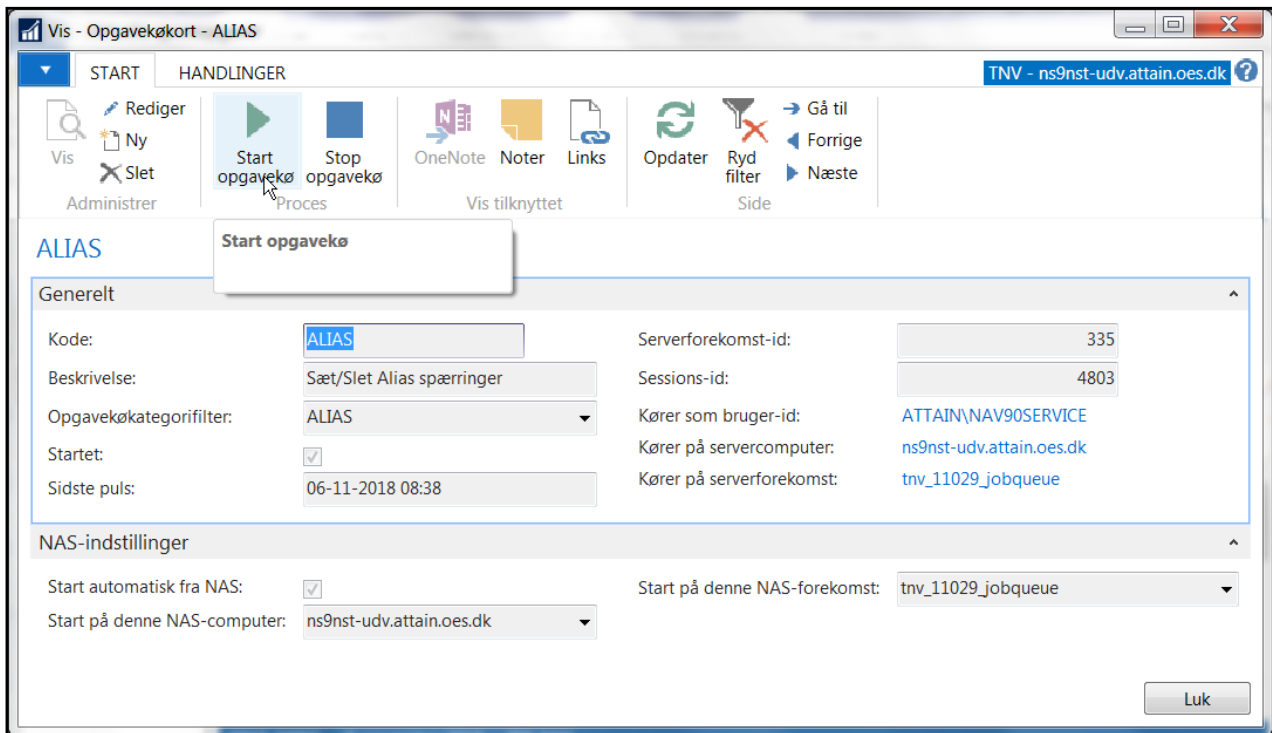 Vis - Opgavekøkort - ALIAS
START HANDLINGER TNV - ns9nst-udv.attain.oes.dk ?
Vis
Rediger
Ny
Slet
Administrer
Start opgavekø
Stop opgavekø
Proces
OneNote Noter Links
Vis tilknyttet
Opdater
Ryd filter
Gå til
Forrige
Næste
Side
Start opgavekø
ALIAS
Generelt
Kode: ALIAS
Beskrivelse: Sæt/Slet Alias spærringer
Opgavekøkategorifilter: ALIAS
Startet:
Sidste puls: 06-11-2018 08:38
Serverforekomst-id: 335
Sessions-id: 4803
Kører som bruger-id: ATTAIN\NAV90SERVICE
Kører på servercomputer: ns9nst-udv.attain.oes.dk
Kører på serverforekomst: tnv_11029_jobqueue
NAS-indstillinger
Start automatisk fra NAS:
Start på denne NAS-computer: ns9nst-udv.attain.oes.dk
Start på denne NAS-forekomst: tnv_11029_jobqueue
Luk